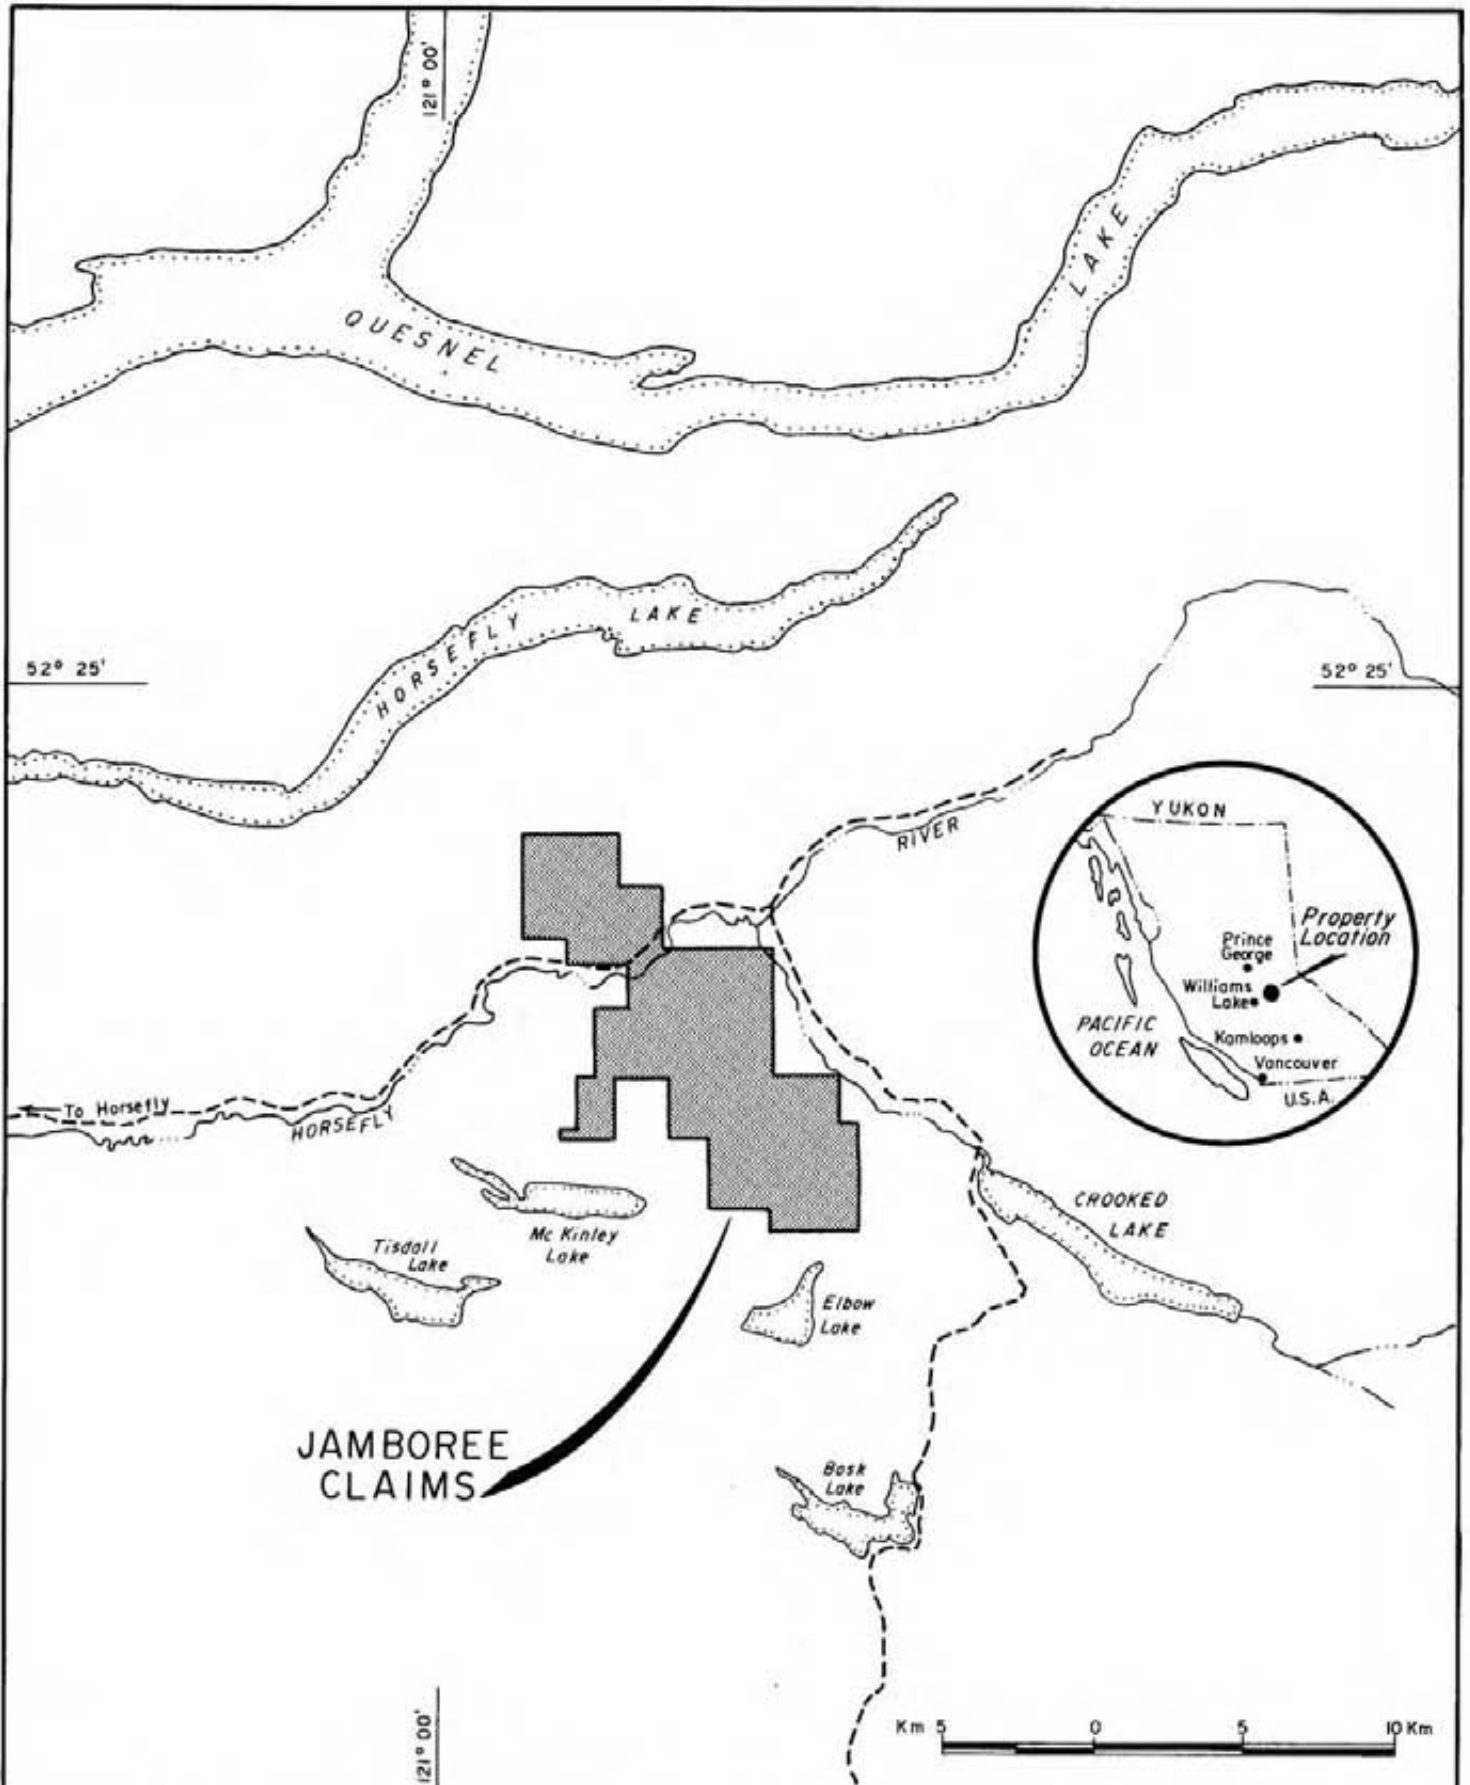 121° 00'
QUESNEL
LAKE
HORSEFLY
LAKE
52° 25'
52° 25'
RIVER
YUKON
Property
Location
Prince
George
Williams
Lake
PACIFIC
OCEAN
Kamloops
Vancouver
U.S.A.
To Horsefly
HORSEFLY
Mc Kinley
Lake
Tisdall
Lake
CROOKED
LAKE
Elbow
Lake
JAMBOREE
CLAIMS
Bosk
Lake
121° 00'
Km 5 0 5 10 Km